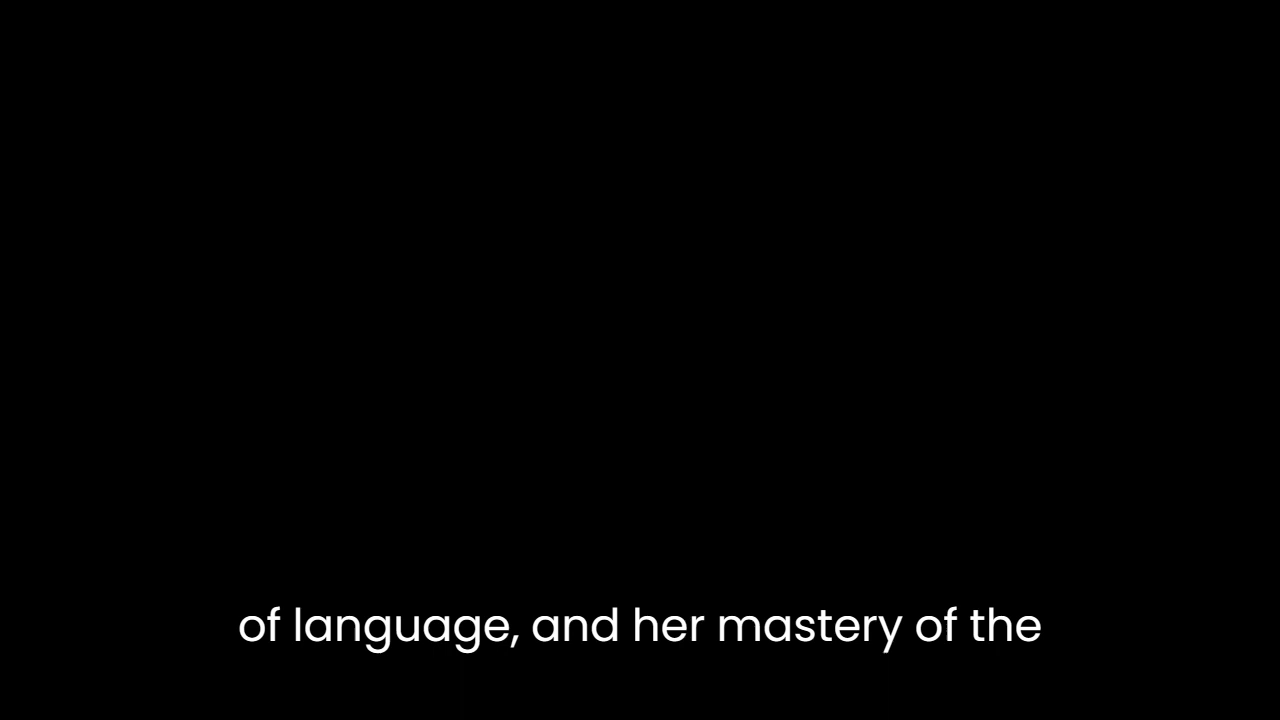 of language, and her mastery of the